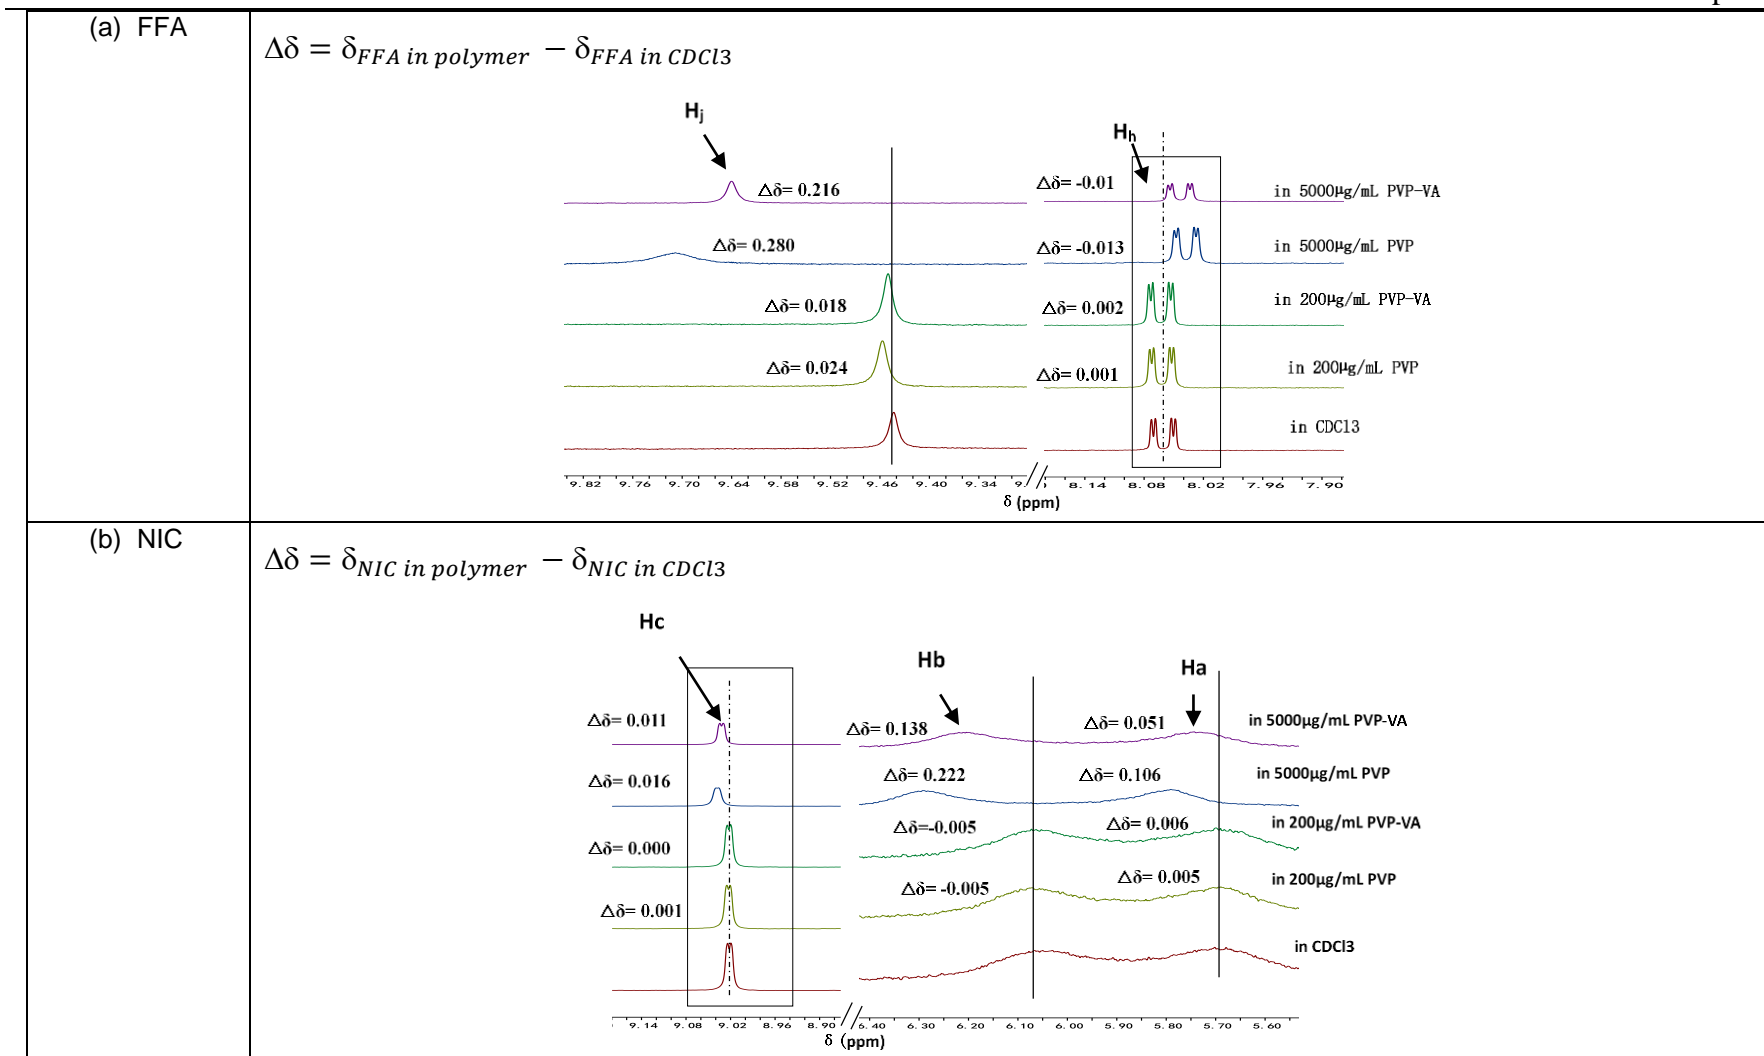 (a) FFA
Δδ = δFFA in polymer − δFFA in CDCl3
Hj
Hh
Δδ= 0.216
Δδ= -0.01
in 5000μg/mL PVP-VA
Δδ= 0.280
Δδ= -0.013
in 5000μg/mL PVP
Δδ= 0.018
Δδ= 0.002
in 200μg/mL PVP-VA
Δδ= 0.024
Δδ= 0.001
in 200μg/mL PVP
in CDCl3
9.82 9.76 9.70 9.64 9.58 9.52 9.46 9.40 9.34 8.14 8.08 8.02 7.96 7.90
δ (ppm)
(b) NIC
Δδ = δNIC in polymer − δNIC in CDCl3
Hc
Hb
Ha
Δδ= 0.011
Δδ= 0.138
Δδ= 0.051
in 5000μg/mL PVP-VA
Δδ= 0.016
Δδ= 0.222
Δδ= 0.106
in 5000μg/mL PVP
Δδ= 0.000
Δδ=-0.005
Δδ= 0.006
in 200μg/mL PVP-VA
Δδ= 0.001
Δδ= -0.005
Δδ= 0.005
in 200μg/mL PVP
in CDCl3
9.14 9.08 9.02 8.96 8.90 6.40 6.30 6.20 6.10 6.00 5.90 5.80 5.70 5.60
δ (ppm)